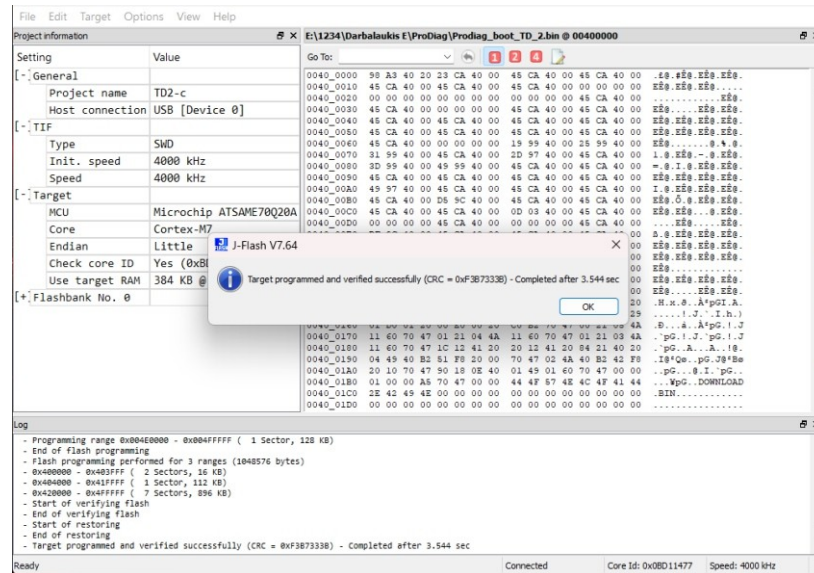 File Edit Target Options View Help
Project information
E:\1234\Darbalaukis E\ProDiag\Prodiag_boot_TD_2.bin @ 00400000
Setting Value
Go To: 1 2 4
[-] General
Project name TD2-c
Host connection USB [Device 0]
[-] TIF
Type SWD
Init. speed 4000 kHz
Speed 4000 kHz
[-] Target
MCU Microchip ATSAME70Q20A
Core Cortex-M7
Endian Little
Check core ID
Use target RAM 384 KB @
[+] Flashbank No. 0
0040_0000 98 A3 40 20 23 CA 40 00 45 CA 40 00 45 CA 40 00
0040_0010 45 CA 40 00 45 CA 40 00
0040_0020 00 00 00 00 00 00 00 00 00 00 00 00 45 CA 40 00
0040_0030 45 CA 40 00 00 00 00 00 45 CA 40 00 45 CA 40 00
0040_0040 45 CA 40 00 45 CA 40 00 45 CA 40 00 45 CA 40 00
0040_0050 45 CA 40 00 45 CA 40 00 45 CA 40 00 45 CA 40 00
0040_0060 45 CA 40 00 00 00 00 00 19 99 40 00 25 99 40 00
0040_0070 31 99 40 00 45 CA 40 00 2D 97 40 00 45 CA 40 00
0040_0080 3D 99 40 00 49 99 40 00 45 CA 40 00 45 CA 40 00
0040_0090 45 CA 40 00 45 CA 40 00 45 CA 40 00 45 CA 40 00
0040_00A0 49 97 40 00 45 CA 40 00 45 CA 40 00 45 CA 40 00
0040_00B0 45 CA 40 00 D5 9C 40 00 45 CA 40 00 45 CA 40 00
0040_00C0 45 CA 40 00 45 CA 40 00 0D 03 40 00 45 CA 40 00
0040_00D0 00 00 00 00 45 CA 40 00 00 00 00 00 45 CA 40 00
J-Flash V7.64
Target programmed and verified successfully (CRC = 0xF3B7333B) - Completed after 3.544 sec
OK
0040_0170 11 60 70 47 01 21 04 4A 11 60 70 47 01 21 03 4A
0040_0180 11 60 70 47 1C 12 41 20 20 12 41 20 84 21 40 20
0040_0190 04 49 40 B2 51 F8 20 00 70 47 02 4A 40 B2 42 F8
0040_01A0 20 10 70 47 90 18 0E 40 01 49 01 60 70 47 00 00
0040_01B0 01 00 00 A5 70 47 00 00 44 4F 57 4E 4C 4F 41 44 ...¥pG..DOWNLOAD
0040_01C0 2E 42 49 4E 00 00 00 00 00 00 00 00 00 00 00 00 .BIN............
0040_01D0 00 00 00 00 00 00 00 00 00 00 00 00 00 00 00 00 ................
Log
- Programming range 0x004E0000 - 0x004FFFFF ( 1 Sector, 128 KB)
- End of flash programming
- Flash programming performed for 3 ranges (1048576 bytes)
- 0x400000 - 0x403FFF ( 2 Sectors, 16 KB)
- 0x404000 - 0x41FFFF ( 1 Sector, 112 KB)
- 0x420000 - 0x4FFFFF ( 7 Sectors, 896 KB)
- Start of verifying flash
- End of verifying flash
- Start of restoring
- End of restoring
- Target programmed and verified successfully (CRC = 0xF3B7333B) - Completed after 3.544 sec
Ready Connected Core Id: 0x0BD11477 Speed: 4000 kHz